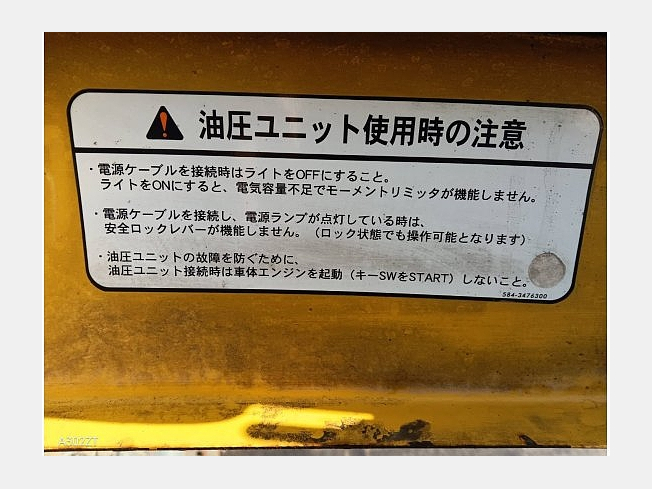 油圧ユニット使用時の注意
・電源ケーブルを接続時はライトをOFFにすること。
ライトをONにすると、電気容量不足でモーメントリミッタが機能しません。
・電源ケーブルを接続し、電源ランプが点灯している時は、
安全ロックレバーが機能しません。（ロック状態でも操作可能となります）
・油圧ユニットの故障を防ぐために、
油圧ユニット接続時は車体エンジンを起動（キーSWをSTART）しないこと。
584-3476300